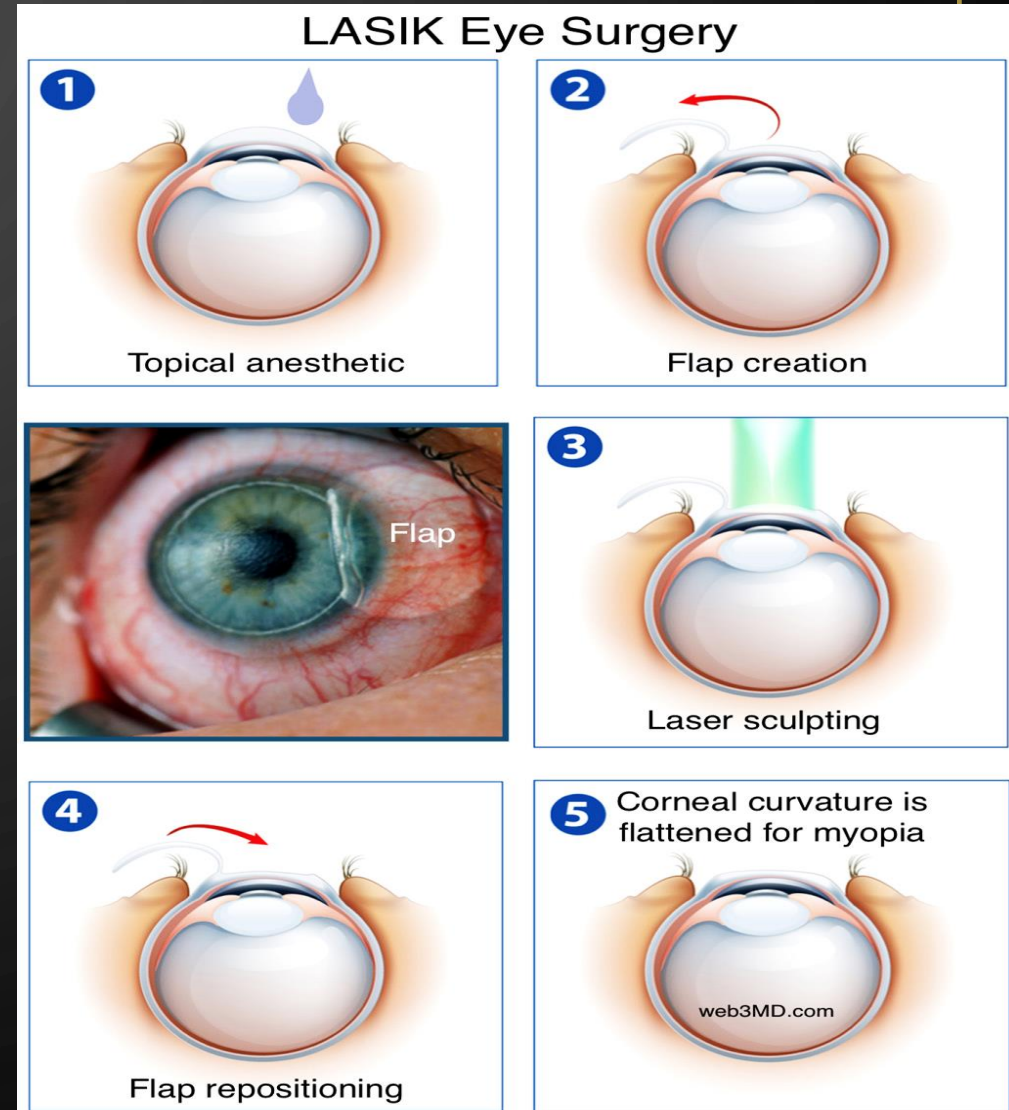 LASIK Eye Surgery
1
Topical anesthetic
2
Flap creation
Flap
3
Laser sculpting
4
Flap repositioning
5
Corneal curvature is
flattened for myopia
web3MD.com